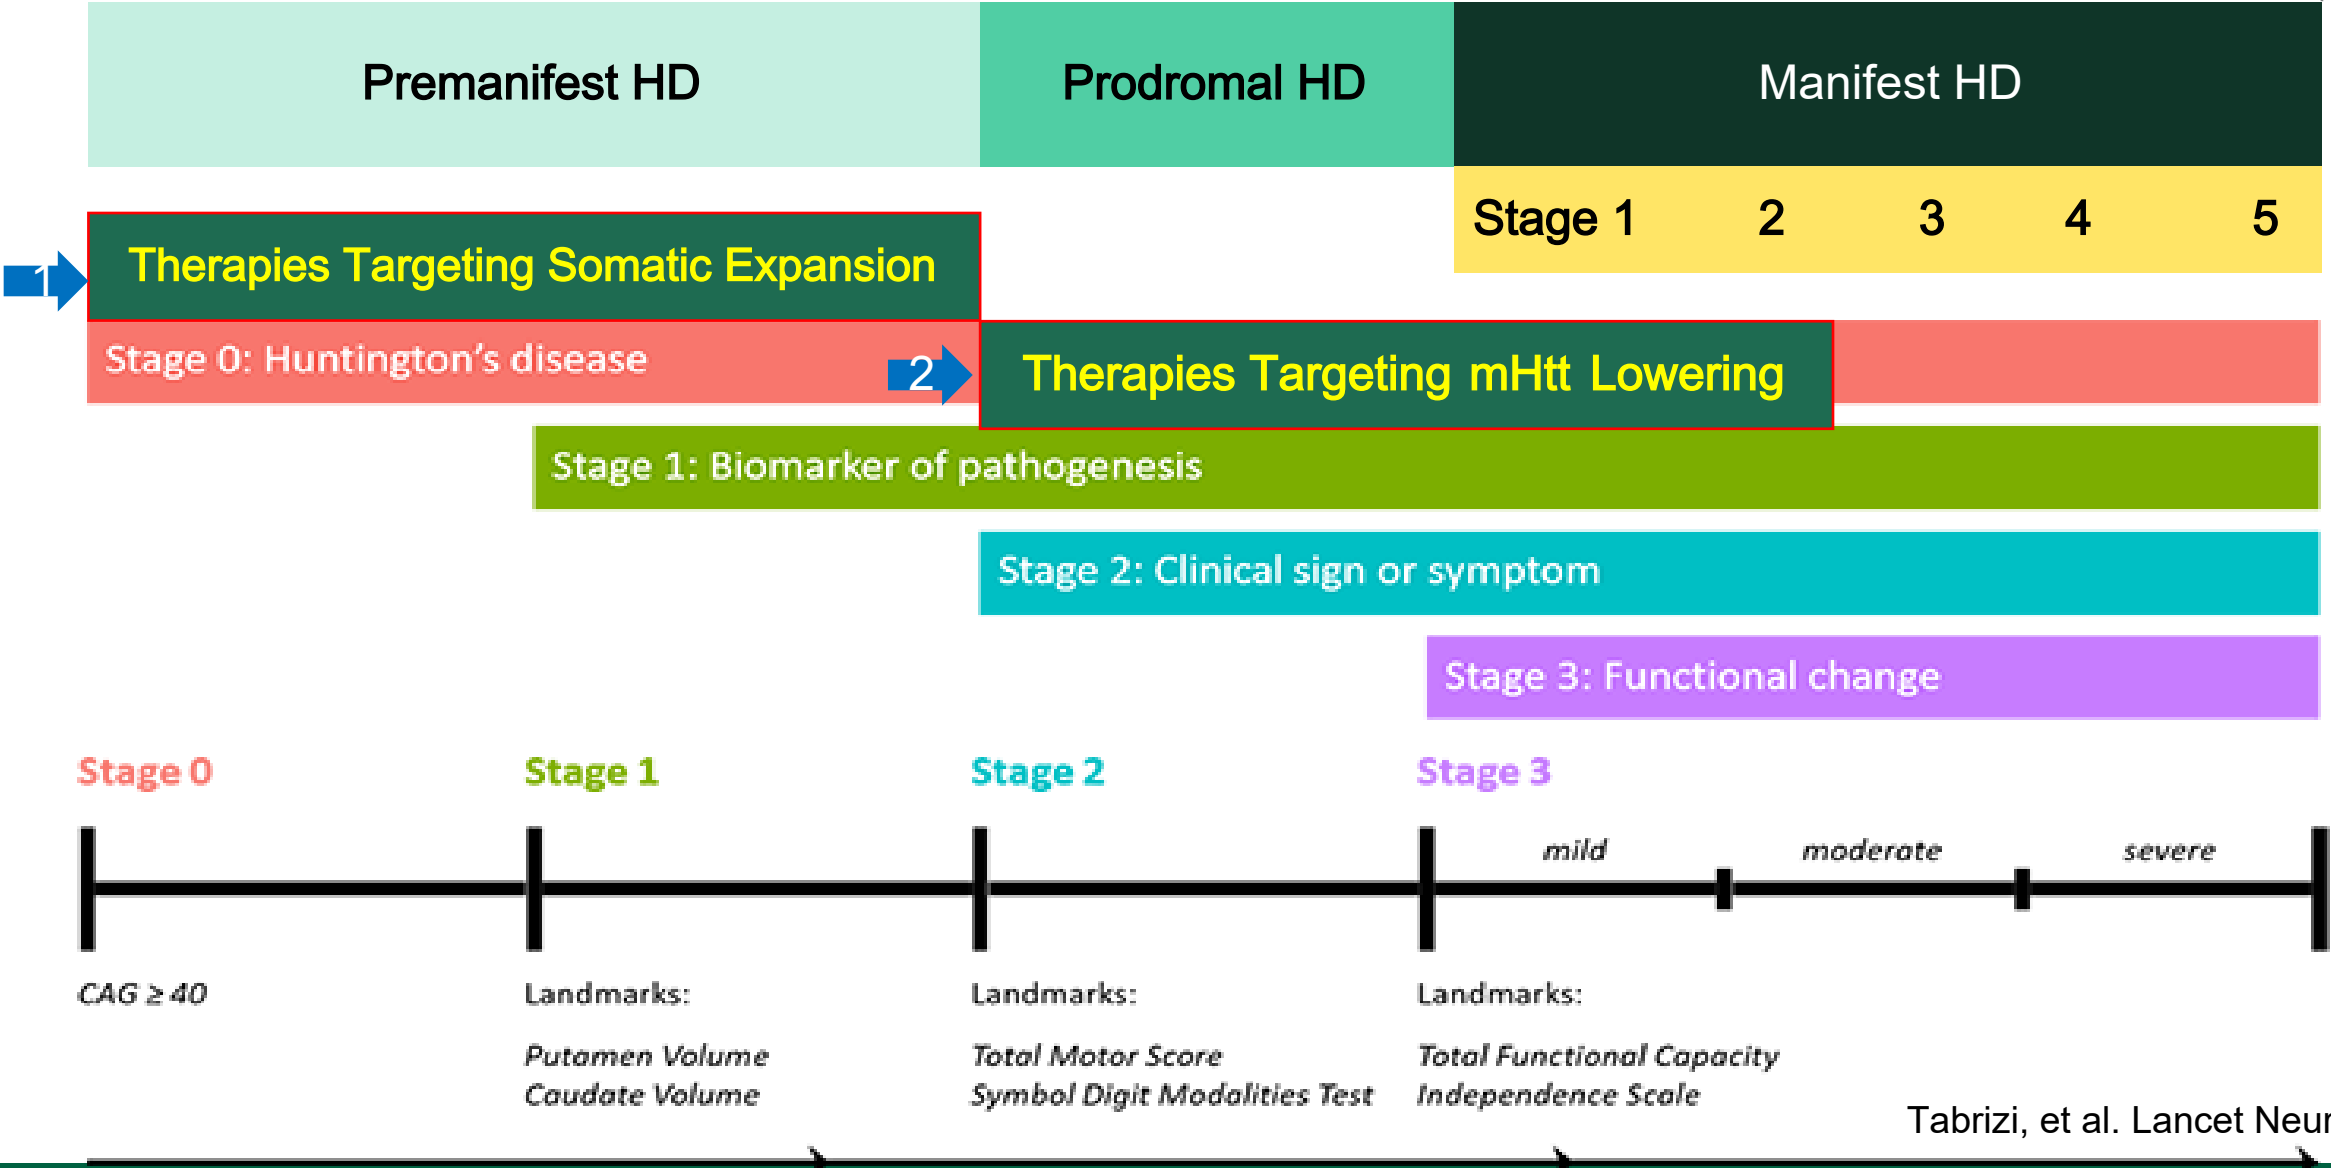 Premanifest HD
Prodromal HD
Manifest HD
Stage 1 2 3 4 5
1
Therapies Targeting Somatic Expansion
Stage 0: Huntington's disease
2
Therapies Targeting mHtt Lowering
Stage 1: Biomarker of pathogenesis
Stage 2: Clinical sign or symptom
Stage 3: Functional change
Stage 0
Stage 1
Stage 2
Stage 3
mild
moderate
severe
CAG ≥ 40
Landmarks:
Putamen Volume
Caudate Volume
Landmarks:
Total Motor Score
Symbol Digit Modalities Test
Landmarks:
Total Functional Capacity
Independence Scale
Tabrizi, et al. Lancet